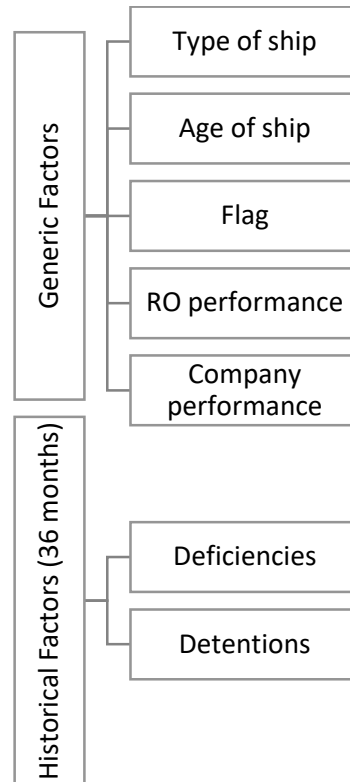 Generic Factors
Type of ship
Age of ship
Flag
RO performance
Company
performance
Historical Factors (36 months)
Deficiencies
Detentions